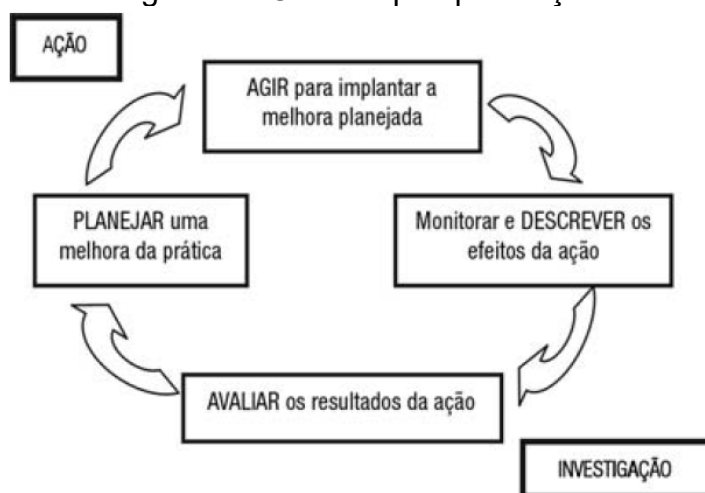 AÇÃO
AGIR para implantar a
melhora planejada
PLANEJAR uma
melhora da prática
Monitorar e DESCREVER os
efeitos da ação
AVALIAR os resultados da ação
INVESTIGAÇÃO